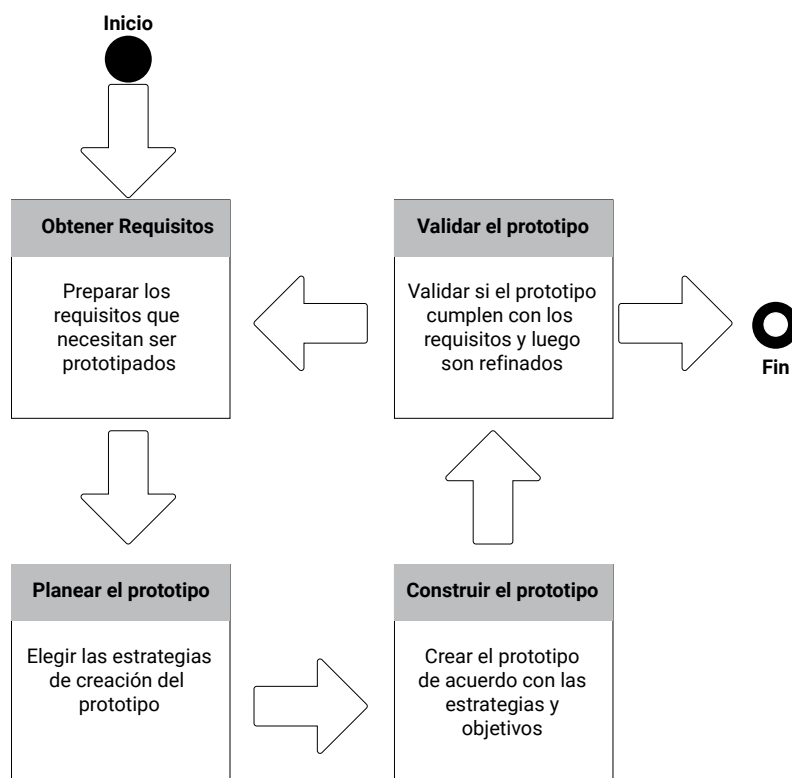 Inicio
Obtener Requisitos
Preparar los
requisitos que
necesitan ser
prototipados
Validar el prototipo
Validar si el prototipo
cumplen con los
requisitos y luego
son refinados
Fin
Planear el prototipo
Elegir las estrategias
de creación del
prototipo
Construir el prototipo
Crear el prototipo
de acuerdo con las
estrategias y
objetivos